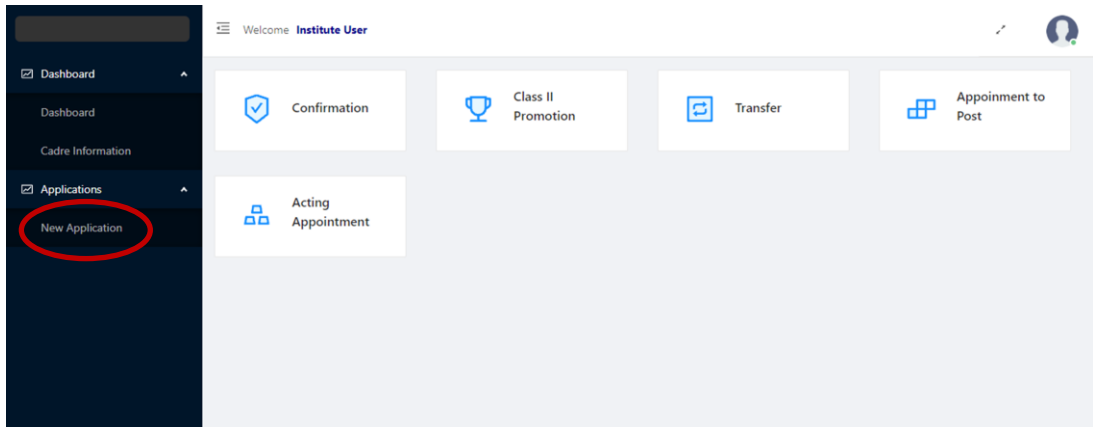 Welcome Institute User
Dashboard
Dashboard
Cadre Information
Applications
New Application
Confirmation
Class II
Promotion
Transfer
Appoinment to
Post
Acting
Appointment